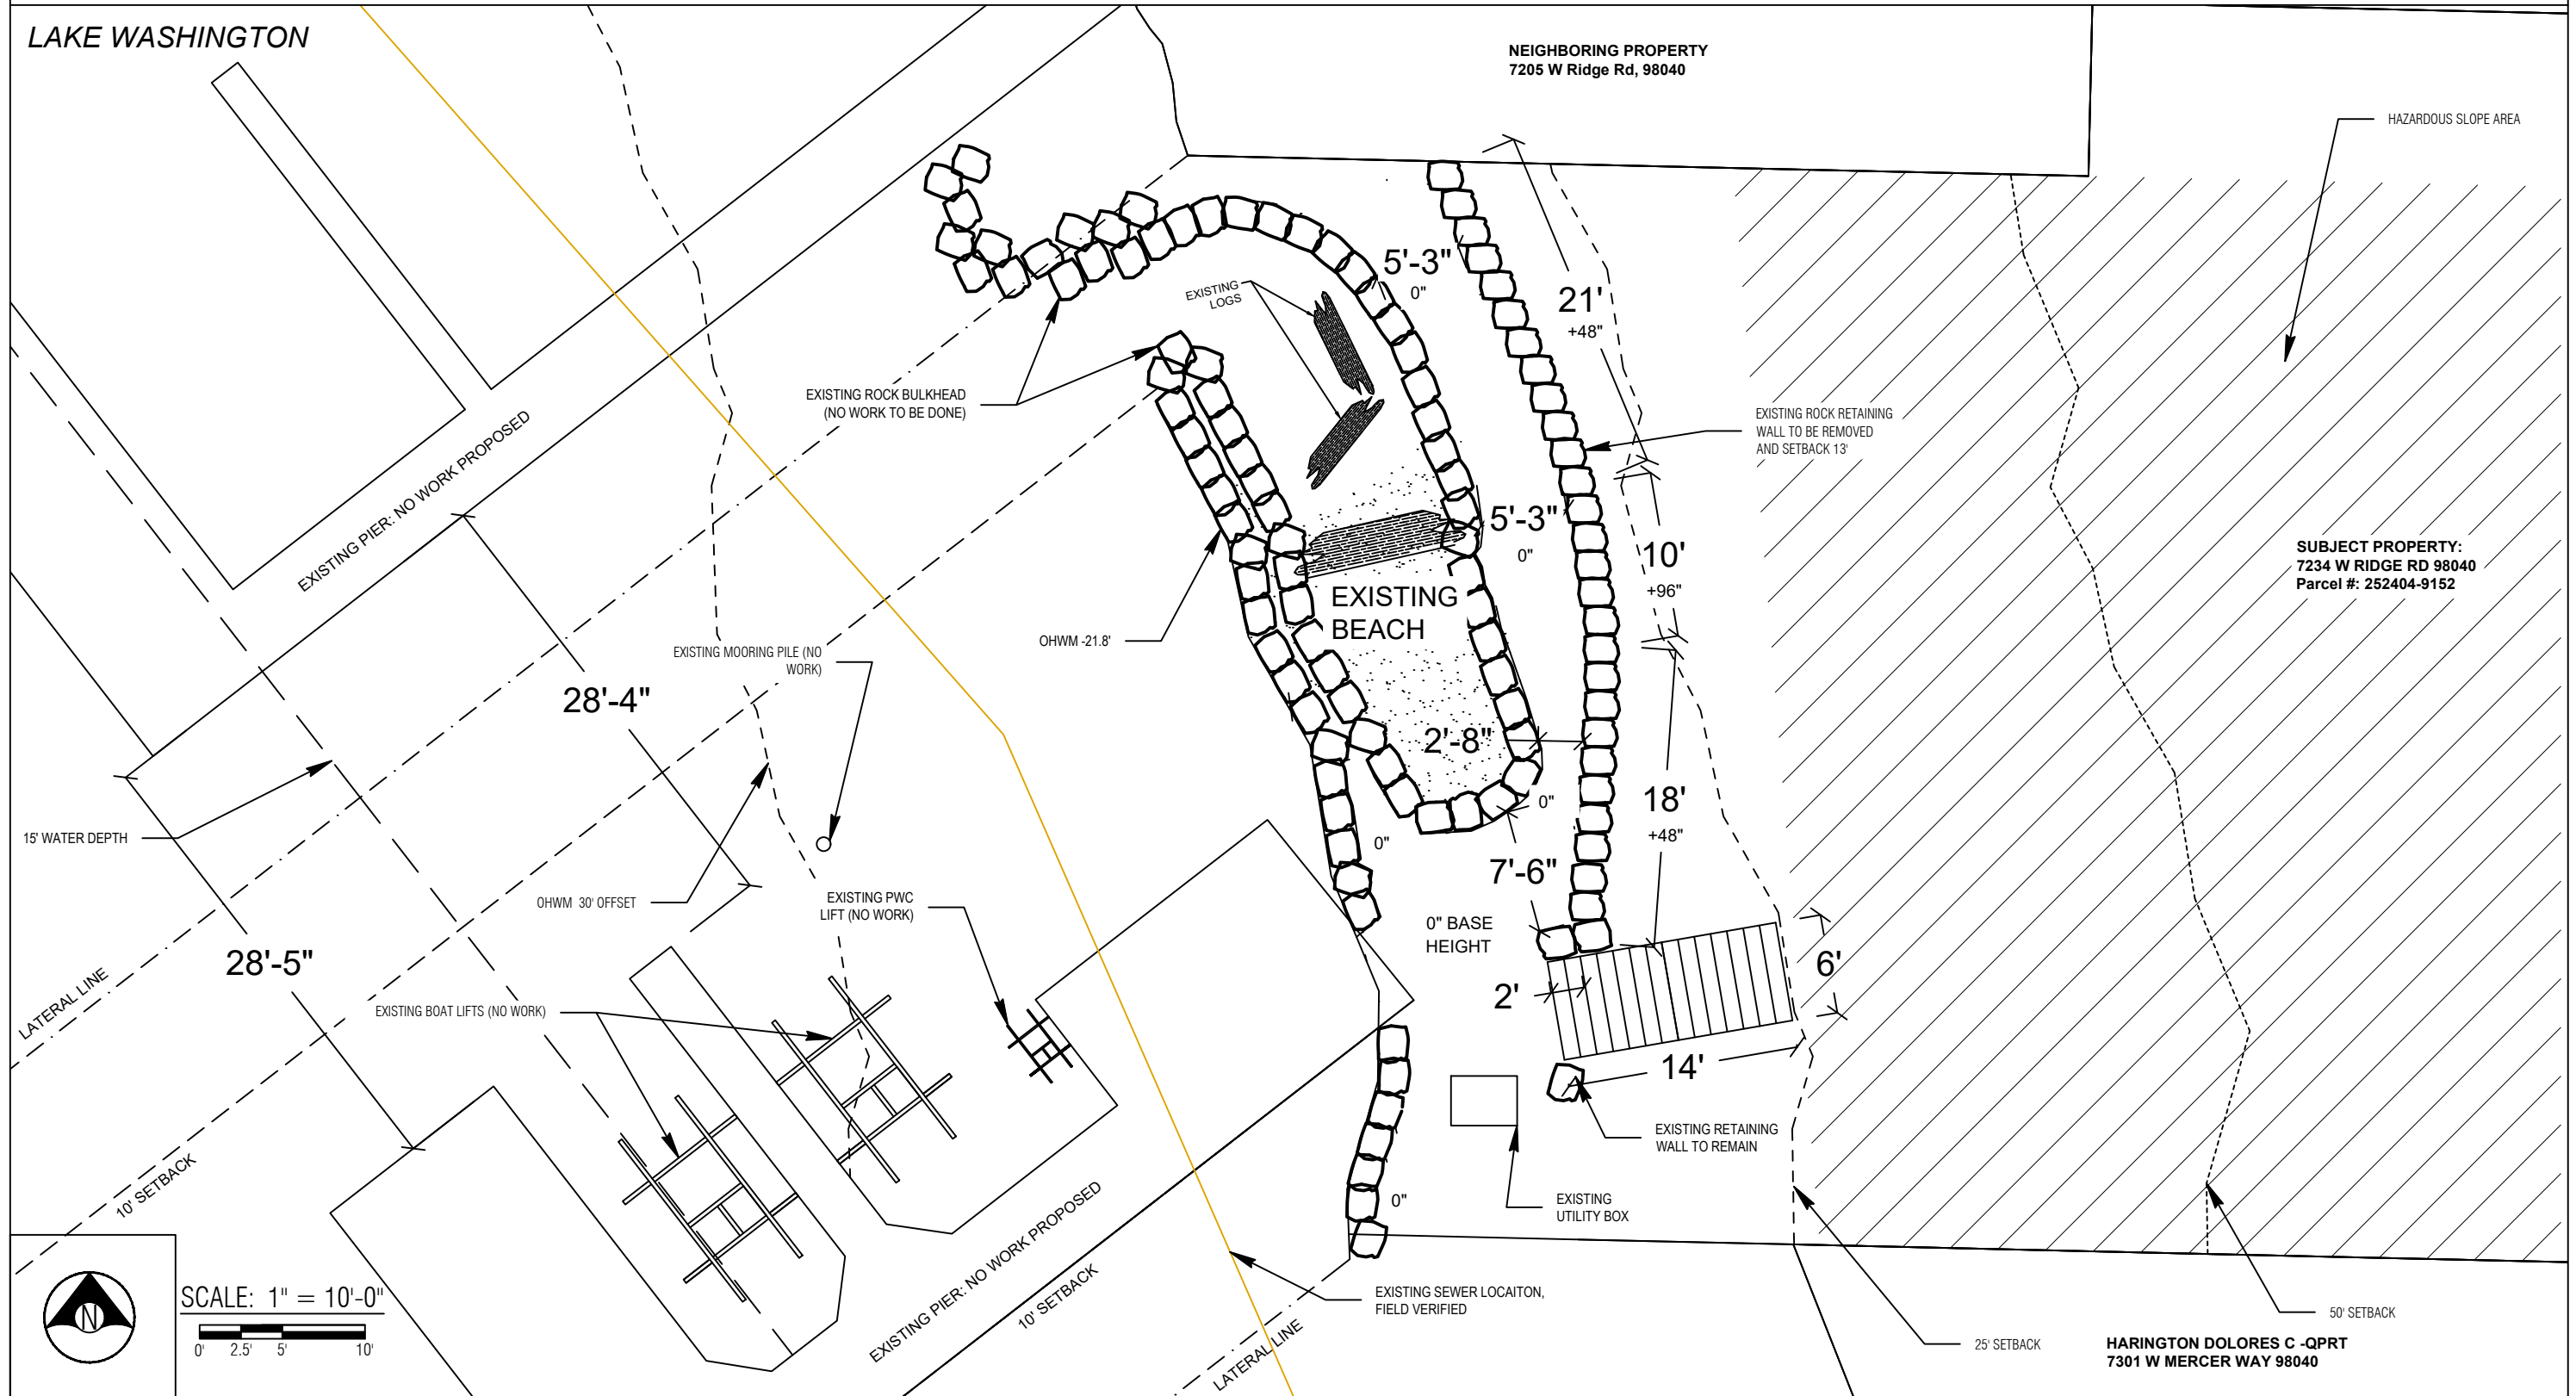 LAKE WASHINGTON
NEIGHBORING PROPERTY
7205 W Ridge Rd, 98040
HAZARDOUS SLOPE AREA
5'-3"
0"
EXISTING
LOGS
21'
+48"
EXISTING ROCK BULKHEAD
(NO WORK TO BE DONE)
EXISTING ROCK RETAINING
WALL TO BE REMOVED
AND SETBACK 13'
EXISTING PIER: NO WORK PROPOSED
5'-3"
0"
10'
+96"
SUBJECT PROPERTY:
7234 W RIDGE RD 98040
Parcel #: 252404-9152
EXISTING
BEACH
OHWM -21.8'
EXISTING MOORING PILE (NO
WORK)
28'-4"
2'-8"
0"
18'
+48"
15' WATER DEPTH
0"
7'-6"
OHWM  30' OFFSET
EXISTING PWC
LIFT (NO WORK)
0" BASE
HEIGHT
28'-5"
6'
2'
LATERAL LINE
EXISTING BOAT LIFTS (NO WORK)
14'
EXISTING RETAINING
WALL TO REMAIN
10' SETBACK
EXISTING
UTILITY BOX
0"
EXISTING PIER: NO WORK PROPOSED
10' SETBACK
EXISTING SEWER LOCAITON,
FIELD VERIFIED
LATERAL LINE
50' SETBACK
25' SETBACK
HARINGTON DOLORES C -QPRT
7301 W MERCER WAY 98040
N
SCALE: 1" = 10'-0"
0' 2.5' 5' 10'